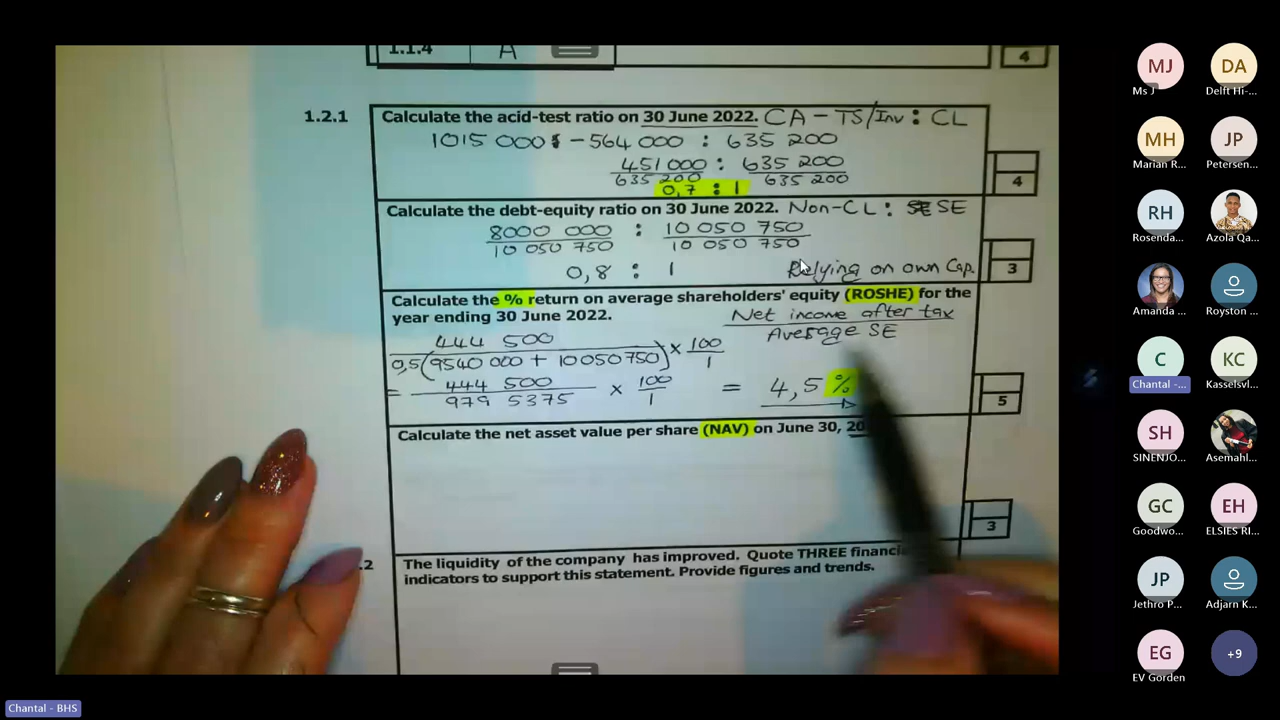 1.1.4 A
4
1.2.1 Calculate the acid-test ratio on 30 June 2022. CA - TS/Inv : CL
1015 000 - 564 000 : 635 200
451 000 : 635 200
635 200 635 200
0,7 : 1
4
Calculate the debt-equity ratio on 30 June 2022. Non-CL : SE SE
8000 000 : 10 050 750
10 050 750 10 050 750
0,8 : 1 Relying on own Cap.
3
Calculate the % return on average shareholders' equity (ROSHE) for the
year ending 30 June 2022.
Net income after tax
Average SE
444 500
0,5(9540 000 + 10050750) × 100
1
= 444 500 × 100 = 4,5 %
979 5375 1
5
Calculate the net asset value per share (NAV) on June 30, 20
3
.2 The liquidity of the company has improved. Quote THREE financi
indicators to support this statement. Provide figures and trends.
MJ
Ms J
DA
Delft Hi-...
MH
Marian R...
JP
Petersen...
RH
Rosenda...
Azola Qa...
Amanda ...
Royston ...
C
Chantal -...
KC
Kasselsvl...
SH
SINENJO...
Asemahl...
GC
Goodwo...
EH
ELSIES RI...
JP
Jethro P...
Adjarn K...
EG
EV Gorden
+9
Chantal - BHS